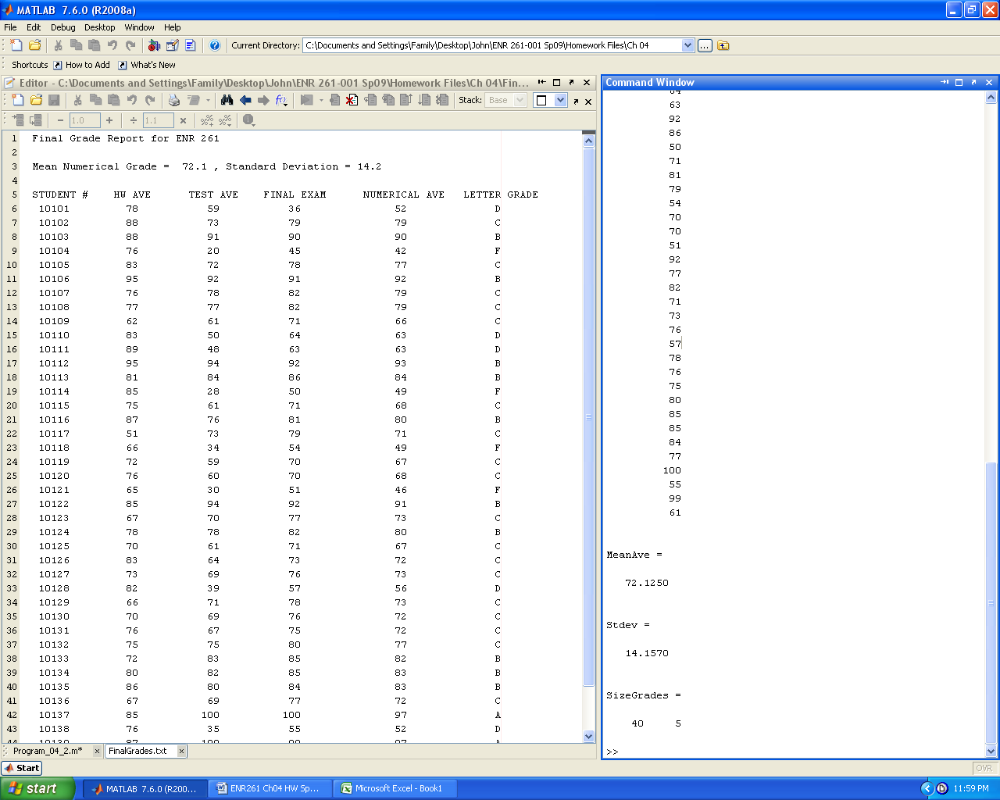 MATLAB 7.6.0 (R2008a)
File Edit Debug Desktop Window Help
Current Directory: C:\Documents and Settings\Family\Desktop\John\ENR 261-001 Sp09\Homework Files\Ch 04
Shortcuts How to Add What's New
Editor - C:\Documents and Settings\Family\Desktop\John\ENR 261-001 Sp09\Homework Files\Ch 04\Fin...
Stack: Base
1.0 1.1
1 Final Grade Report for ENR 261
2
3 Mean Numerical Grade = 72.1 , Standard Deviation = 14.2
4
5 STUDENT # HW AVE TEST AVE FINAL EXAM NUMERICAL AVE LETTER GRADE
6 10101 78 59 36 52 D
7 10102 88 73 79 79 C
8 10103 88 91 90 90 B
9 10104 76 20 45 42 F
10 10105 83 72 78 77 C
11 10106 95 92 91 92 B
12 10107 76 78 82 79 C
13 10108 77 77 82 79 C
14 10109 62 61 71 66 C
15 10110 83 50 64 63 D
16 10111 89 48 63 63 D
17 10112 95 94 92 93 B
18 10113 81 84 86 84 B
19 10114 85 28 50 49 F
20 10115 75 61 71 68 C
21 10116 87 76 81 80 B
22 10117 51 73 79 71 C
23 10118 66 34 54 49 F
24 10119 72 59 70 67 C
25 10120 76 60 70 68 C
26 10121 65 30 51 46 F
27 10122 85 94 92 91 B
28 10123 67 70 77 73 C
29 10124 78 78 82 80 B
30 10125 70 61 71 67 C
31 10126 83 64 73 72 C
32 10127 73 69 76 73 C
33 10128 82 39 57 56 D
34 10129 66 71 78 73 C
35 10130 70 69 76 72 C
36 10131 76 67 75 72 C
37 10132 75 75 80 77 C
38 10133 72 83 85 82 B
39 10134 80 82 85 83 B
40 10135 86 80 84 83 B
41 10136 67 69 77 72 C
42 10137 85 100 100 97 A
43 10138 76 35 55 52 D
44 10139 87 100 99 97 A
Program_04_2.m* FinalGrades.txt
Command Window
64
63
92
86
50
71
81
79
54
70
70
51
92
77
82
71
73
76
57
78
76
75
80
85
85
84
77
100
55
99
61
MeanAve =
72.1250
Stdev =
14.1570
SizeGrades =
40 5
>>
Start OVR
start MATLAB 7.6.0 (R200... ENR261 Ch04 HW Sp... Microsoft Excel - Book1 11:59 PM